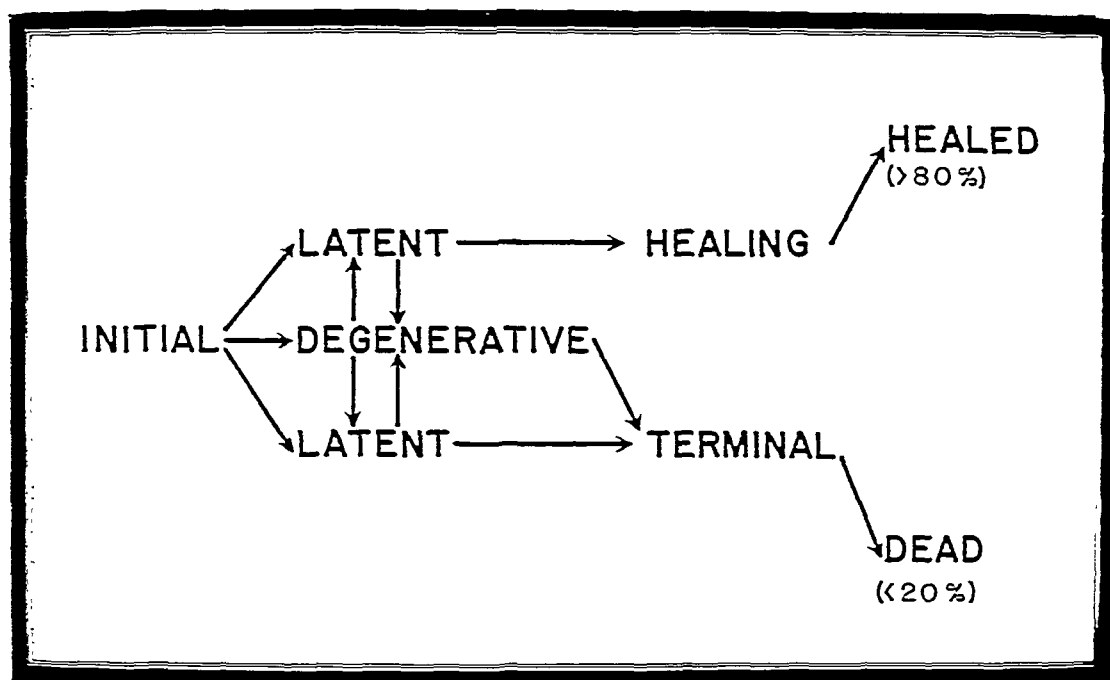 HEALED
(>80%)
LATENT HEALING
INITIAL DEGENERATIVE
LATENT TERMINAL
DEAD
(<20%)